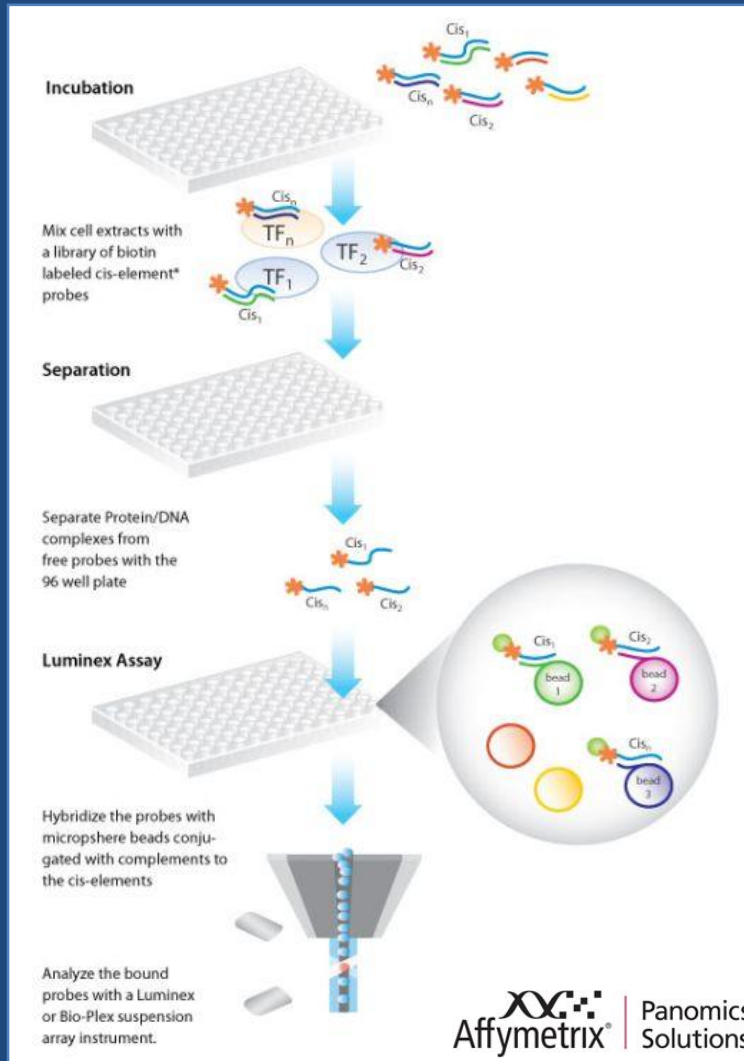 Cis1
Incubation
Cisn
Cis2
Mix cell extracts with
a library of biotin
labeled cis-element*
probes
Cisn
TFn
TF2
Cis2
TF1
Cis1
Separation
Separate Protein/DNA
complexes from
free probes with the
96 well plate
Cis1
Cisn
Cis2
Luminex Assay
Cis1
Cis2
bead
1
bead
2
Cisn
bead
3
Hybridize the probes with
micropshere beads conju-
gated with complements to
the cis-elements
Analyze the bound
probes with a Luminex
or Bio-Plex suspension
array instrument.
Affymetrix®
Panomics
Solutions